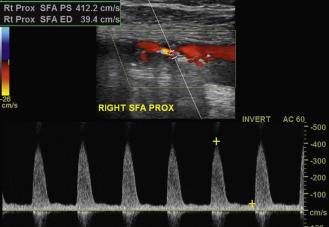 Rt Prox SFA PS 412.2 cm/s
Rt Prox SFA ED 39.4 cm/s
-26
cm/s
RIGHT SFA PROX
INVERT AC 60
-500
-400
-300
-200
-100
cm/s